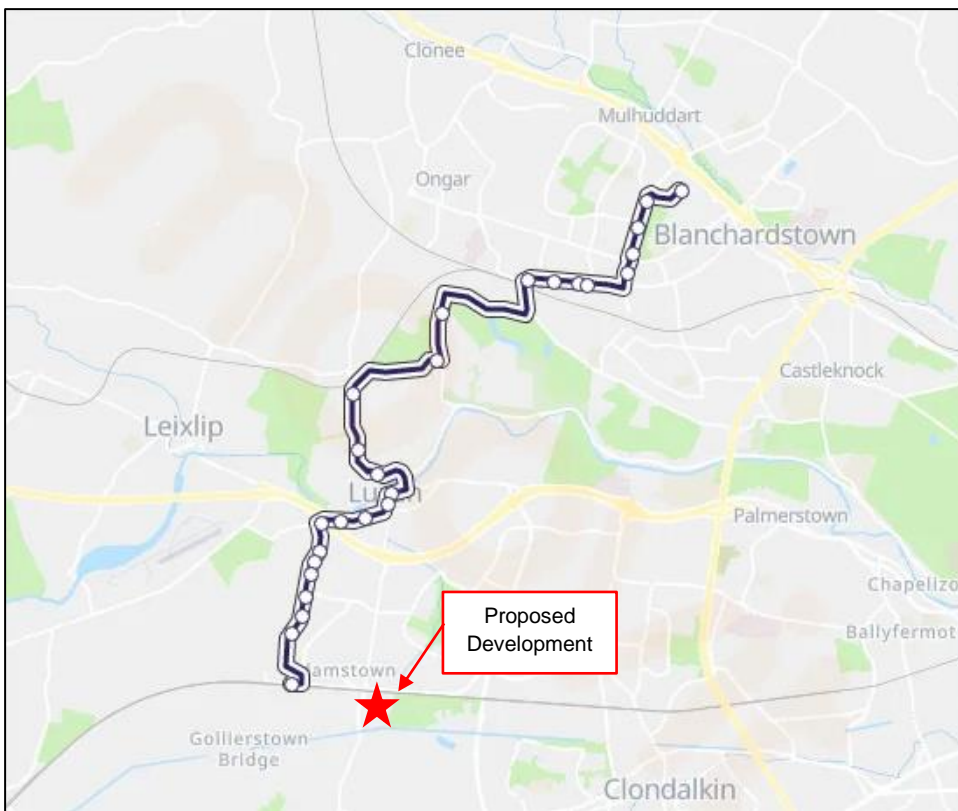 Clonee
Mulhuddart
Ongar
Blanchardstown
Castleknock
Leixlip
Palmerstown
Chapelizo
Proposed
Development
Ballyfermot
Gollierstown
Bridge
Clondalkin